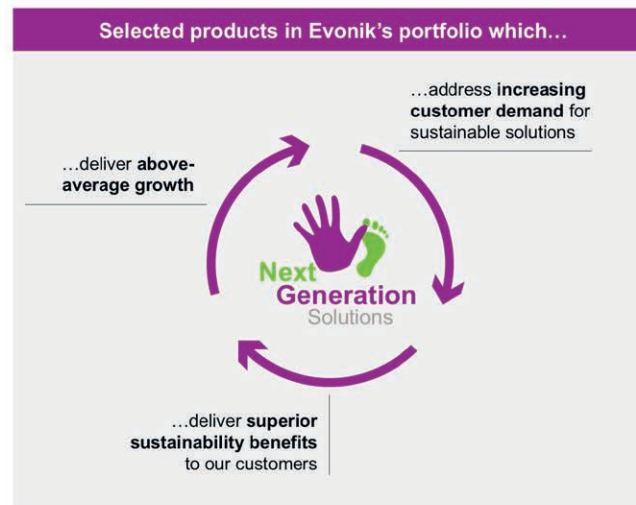 Selected products in Evonik's portfolio which…
…address increasing
customer demand for
sustainable solutions
…deliver above-
average growth
Next
Generation
Solutions
…deliver superior
sustainability benefits
to our customers